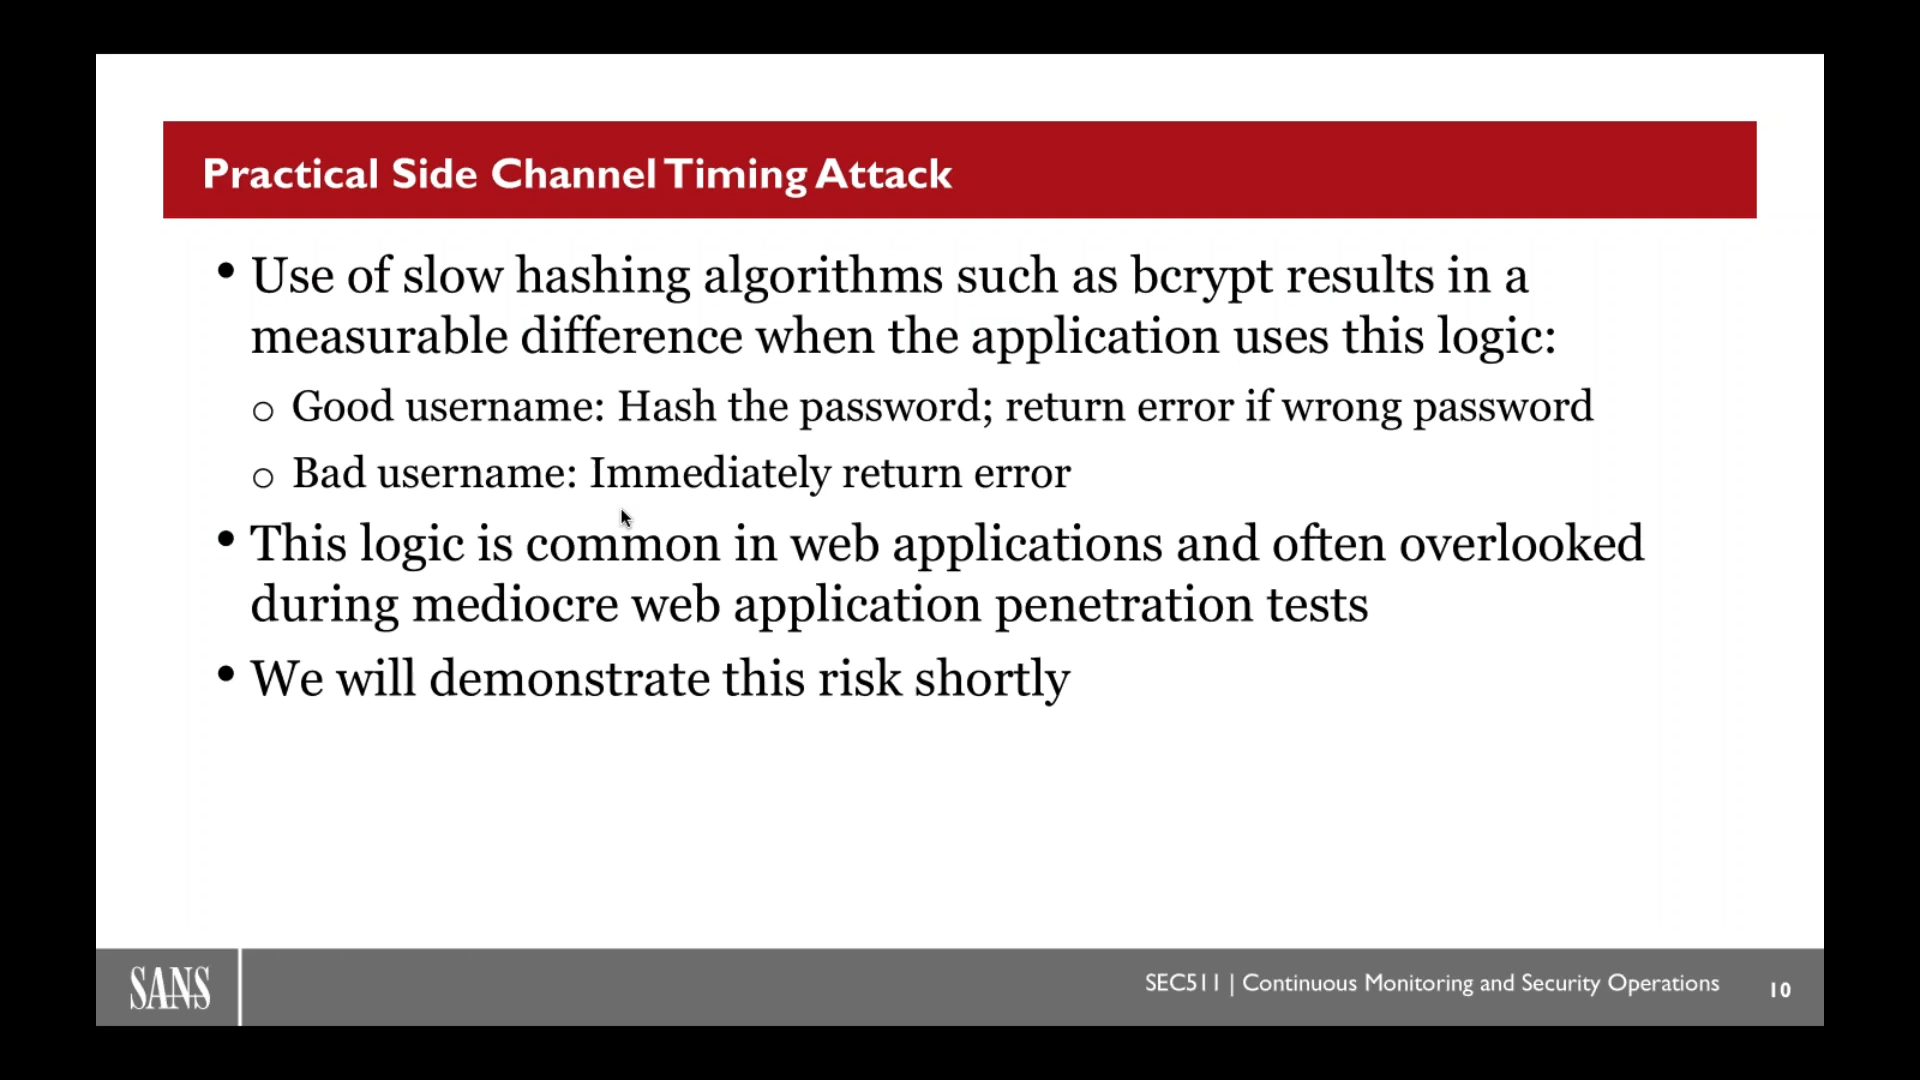 Practical Side Channel Timing Attack
• Use of slow hashing algorithms such as bcrypt results in a
measurable difference when the application uses this logic:
o Good username: Hash the password; return error if wrong password
o Bad username: Immediately return error
• This logic is common in web applications and often overlooked
during mediocre web application penetration tests
• We will demonstrate this risk shortly
SANS
SEC511 | Continuous Monitoring and Security Operations
10